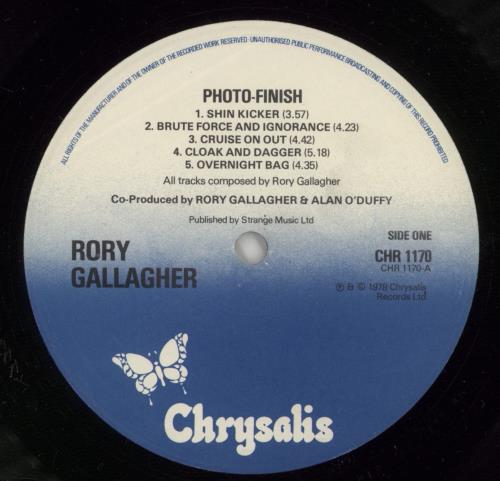 ALL RIGHTS OF THE MANUFACTURER AND OF THE OWNER OF THE RECORDED WORK RESERVED · UNAUTHORISED PUBLIC PERFORMANCE BROADCASTING AND COPYING OF THIS RECORD PROHIBITED
PHOTO-FINISH
1. SHIN KICKER (3.57)
2. BRUTE FORCE AND IGNORANCE (4.23)
3. CRUISE ON OUT (4.42)
4. CLOAK AND DAGGER (5.18)
5. OVERNIGHT BAG (4.35)
All tracks composed by Rory Gallagher
Co-Produced by RORY GALLAGHER & ALAN O'DUFFY
Published by Strange Music Ltd
SIDE ONE
RORY
GALLAGHER
CHR 1170
CHR 1170-A
℗ & © 1978 Chrysalis
Records Ltd.
Chrysalis